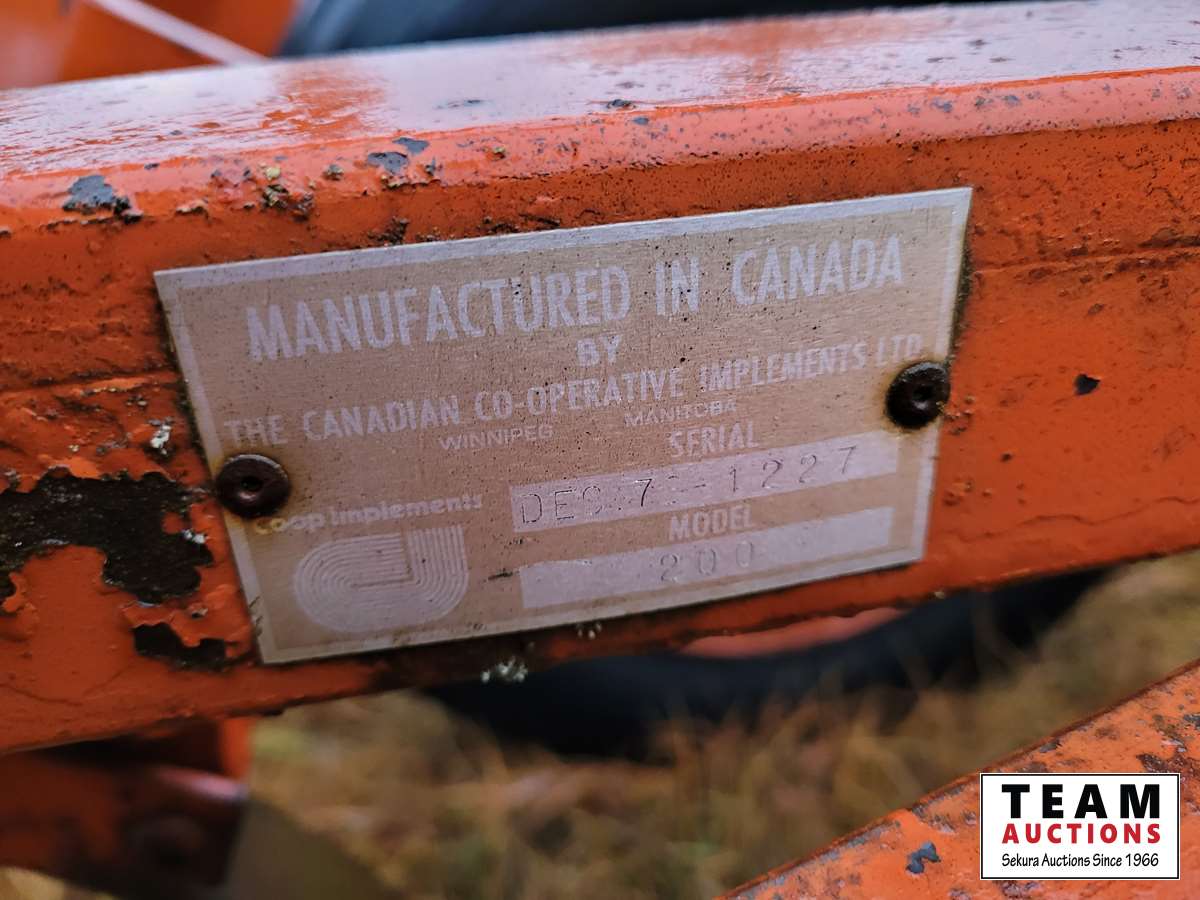 MANUFACTURED IN CANADA
BY
THE CANADIAN CO-OPERATIVE IMPLEMENTS LTD
WINNIPEG MANITOBA
SERIAL
-1227
coop implements
MODEL
200
TEAM
AUCTIONS
Sekura Auctions Since 1966